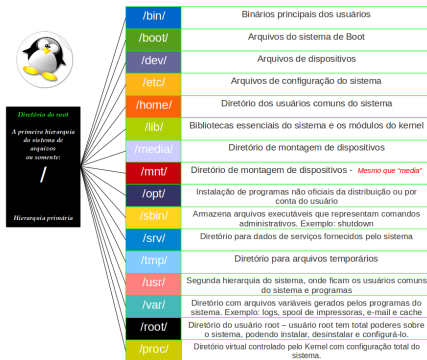 Diretório do root
A primeira hierarquia
do sistema de
arquivos
ou somente:
/
Hierarquia primária
/bin/
Binários principais dos usuários
/boot/
Arquivos do sistema de Boot
/dev/
Arquivos de dispositivos
/etc/
Arquivos de configuração do sistema
/home/
Diretório dos usuários comuns do sistema
/lib/
Bibliotecas essenciais do sistema e os módulos do kernel
/media/
Diretório de montagem de dispositivos
/mnt/
Diretório de montagem de dispositivos - Mesmo que "media"
/opt/
Instalação de programas não oficiais da distribuição ou por
conta do usuário
/sbin/
Armazena arquivos executáveis que representam comandos
administrativos. Exemplo: shutdown
/srv/
Diretório para dados de serviços fornecidos pelo sistema
/tmp/
Diretório para arquivos temporários
/usr/
Segunda hierarquia do sistema, onde ficam os usuários comuns
do sistema e programas
/var/
Diretório com arquivos variáveis gerados pelos programas do
sistema. Exemplo: logs, spool de impressoras, e-mail e cache
/root/
Diretório do usuário root – usuário root tem total poderes sobre
o sistema, podendo instalar, desinstalar e configurá-lo.
/proc/
Diretório virtual controlado pelo Kernel com configuração total do
sistema.